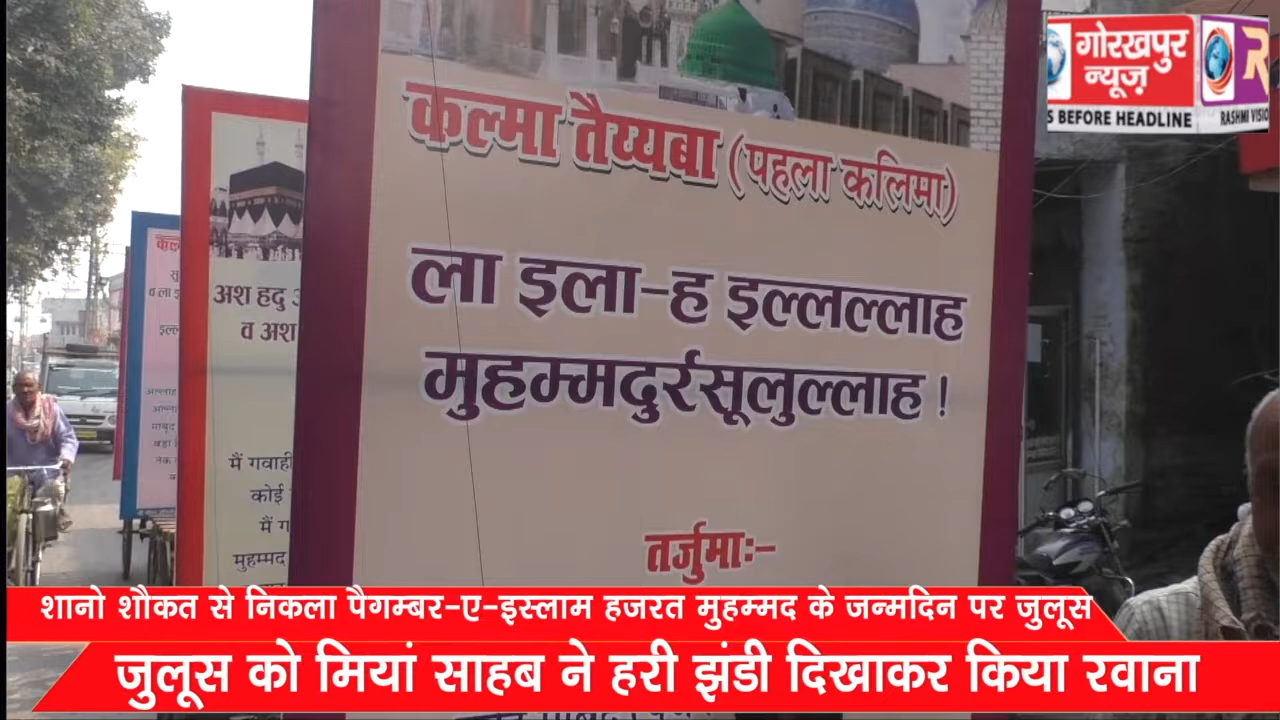 गोरखपुर
न्यूज़
S BEFORE HEADLINE
R
RASHMI VISIO
कल्मा तैय्यबा (पहला कलिमा)
ला इला-ह इल्लल्लाह
मुहम्मदुर्रसूलुल्लाह !
तर्जुमाः-
अश हदु
व अश
मैं गवाही
कोई
मैं ग
मुहम्मद
शानो शौकत से निकला पैगम्बर-ए-इस्लाम हजरत मुहम्मद के जन्मदिन पर जुलूस
जुलूस को मियां साहब ने हरी झंडी दिखाकर किया रवाना